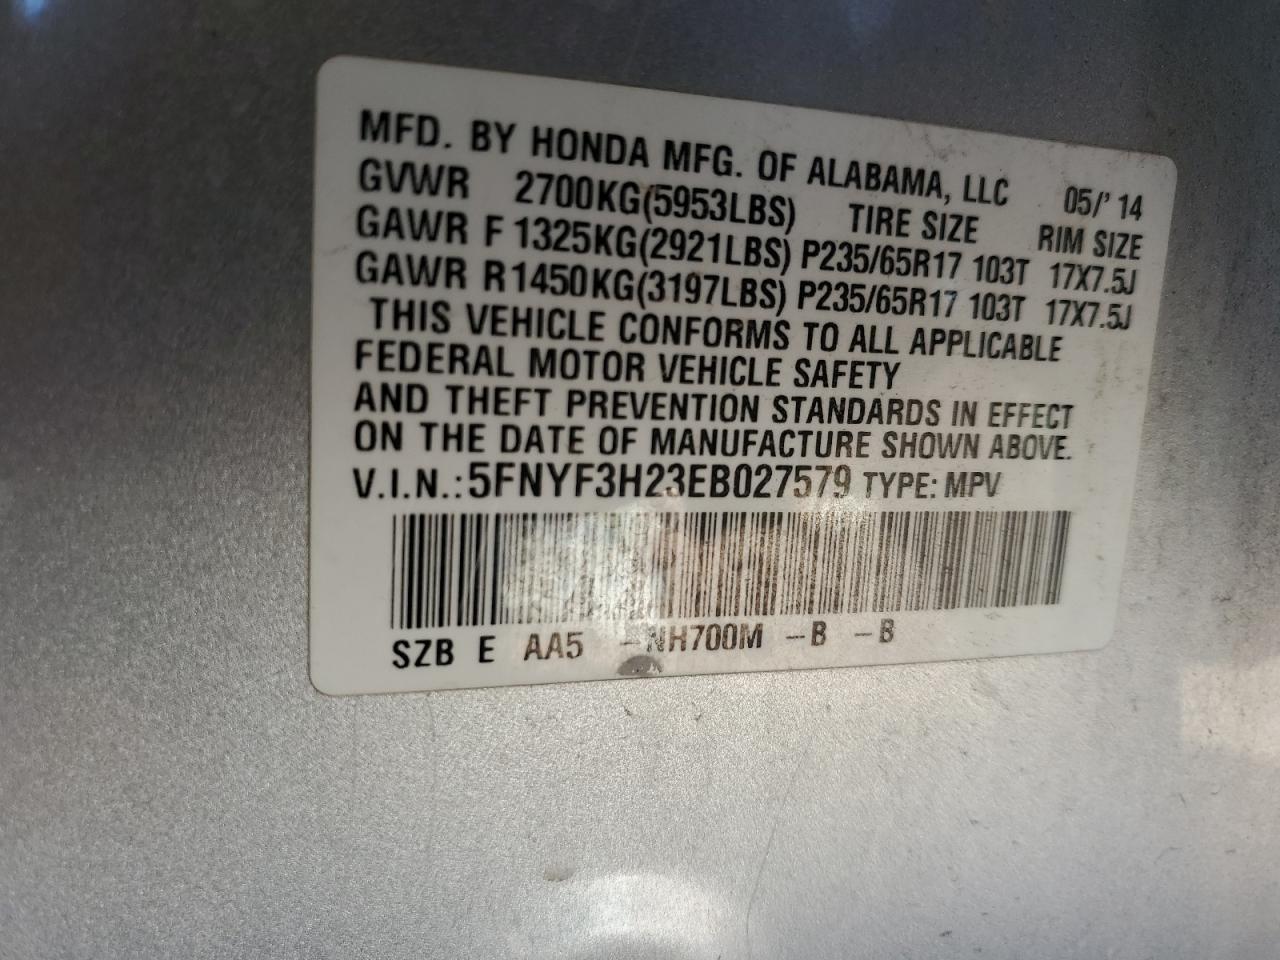 MFD. BY HONDA MFG. OF ALABAMA, LLC 05/'14
GVWR 2700KG(5953LBS) TIRE SIZE RIM SIZE
GAWR F 1325KG(2921LBS) P235/65R17 103T 17X7.5J
GAWR R1450KG(3197LBS) P235/65R17 103T 17X7.5J
THIS VEHICLE CONFORMS TO ALL APPLICABLE
FEDERAL MOTOR VEHICLE SAFETY
AND THEFT PREVENTION STANDARDS IN EFFECT
ON THE DATE OF MANUFACTURE SHOWN ABOVE.
V.I.N.: 5FNYF3H23EB027579 TYPE: MPV
SZB E AA5 -NH700M -B -B